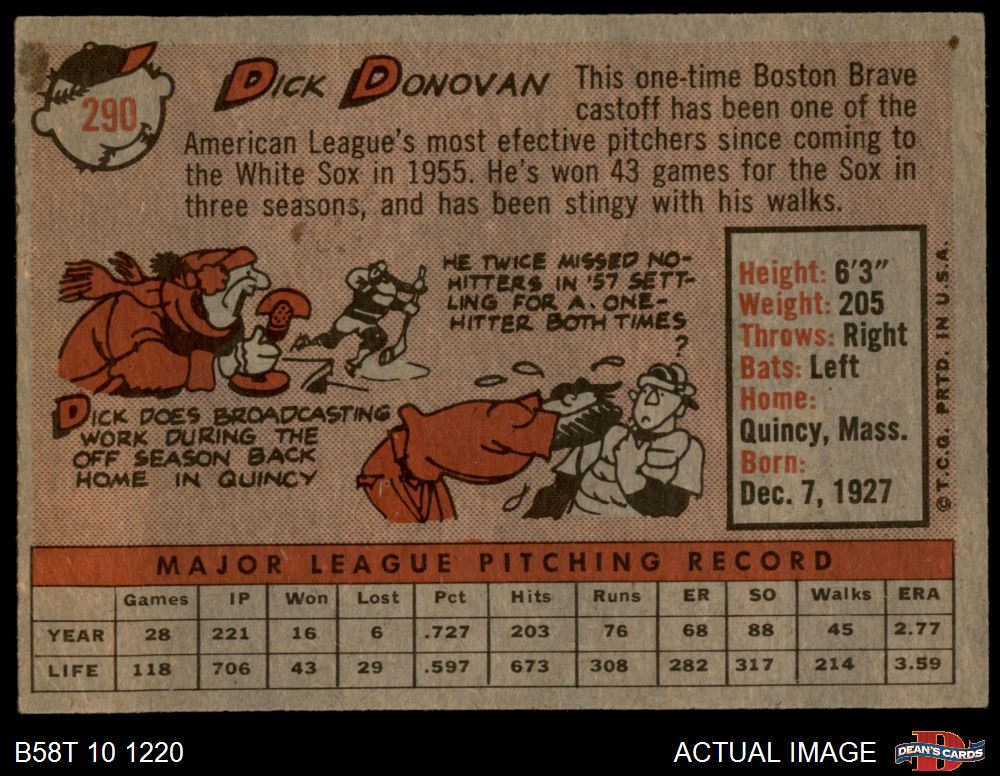 290
DICK DONOVAN
This one-time Boston Brave
castoff has been one of the
American League's most efective pitchers since coming to
the White Sox in 1955. He's won 43 games for the Sox in
three seasons, and has been stingy with his walks.
HE TWICE MISSED NO-
HITTERS IN '57 SETT-
LING FOR A. ONE-
HITTER BOTH TIMES
?
DICK DOES BROADCASTING
WORK DURING THE
OFF SEASON BACK
HOME IN QUINCY
Height: 6'3"
Weight: 205
Throws: Right
Bats: Left
Home:
Quincy, Mass.
Born:
Dec. 7, 1927
© T.C.G. PRTD. IN U.S.A.
MAJOR LEAGUE PITCHING RECORD
Games IP Won Lost Pct Hits Runs ER SO Walks ERA
YEAR 28 221 16 6 .727 203 76 68 88 45 2.77
LIFE 118 706 43 29 .597 673 308 282 317 214 3.59
B58T 10 1220
ACTUAL IMAGE
DEAN'S CARDS